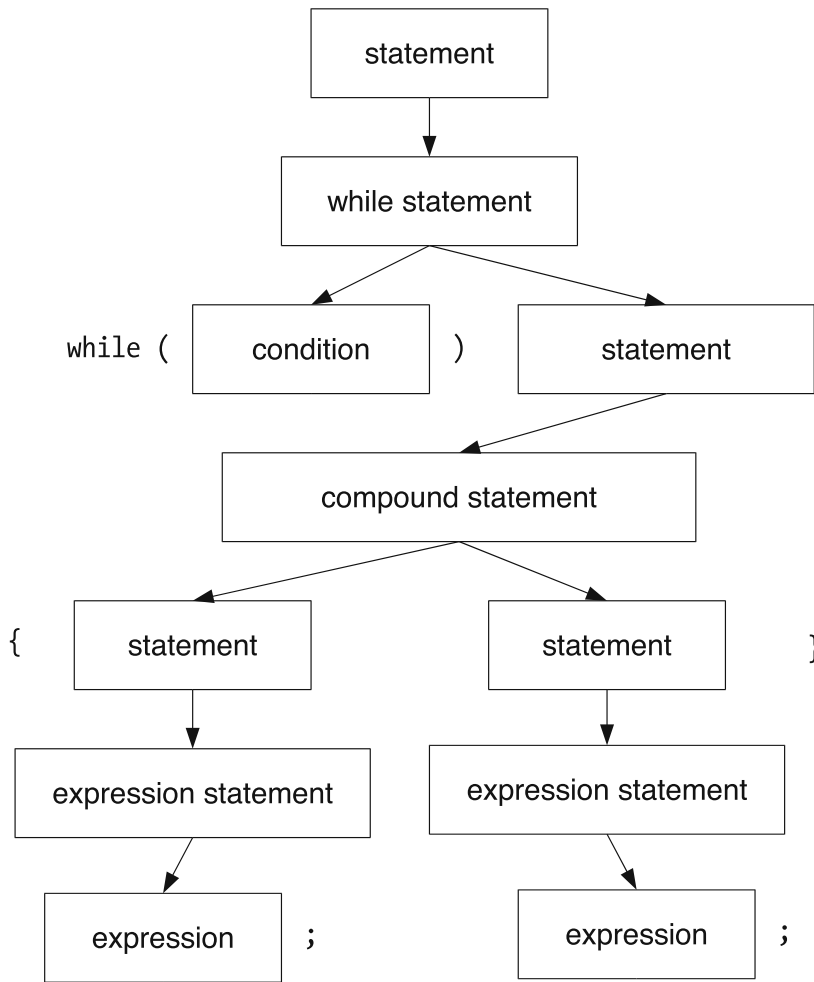 statement
while statement
while ( condition ) statement
compound statement
{ statement statement }
expression statement expression statement
expression ; expression ;